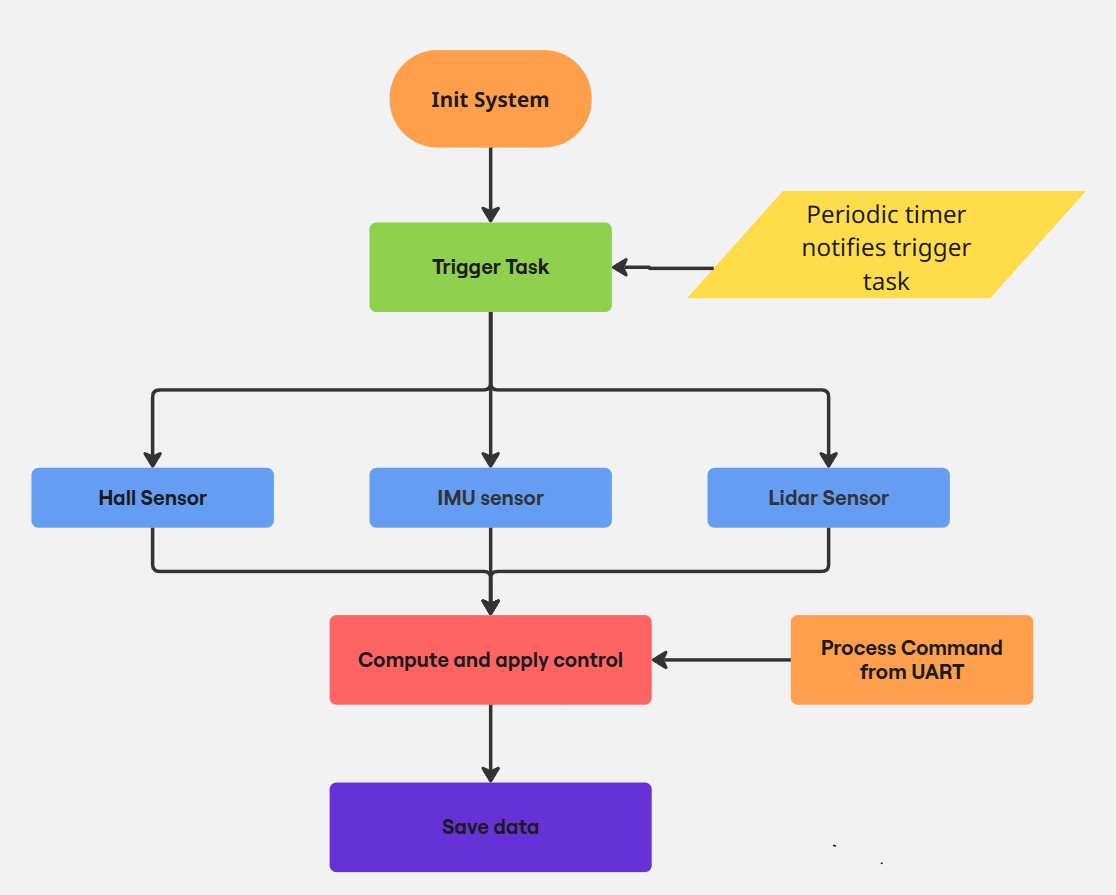 Init System
Periodic timer
notifies trigger
task
Trigger Task
Hall Sensor
IMU sensor
Lidar Sensor
Compute and apply control
Process Command
from UART
Save data